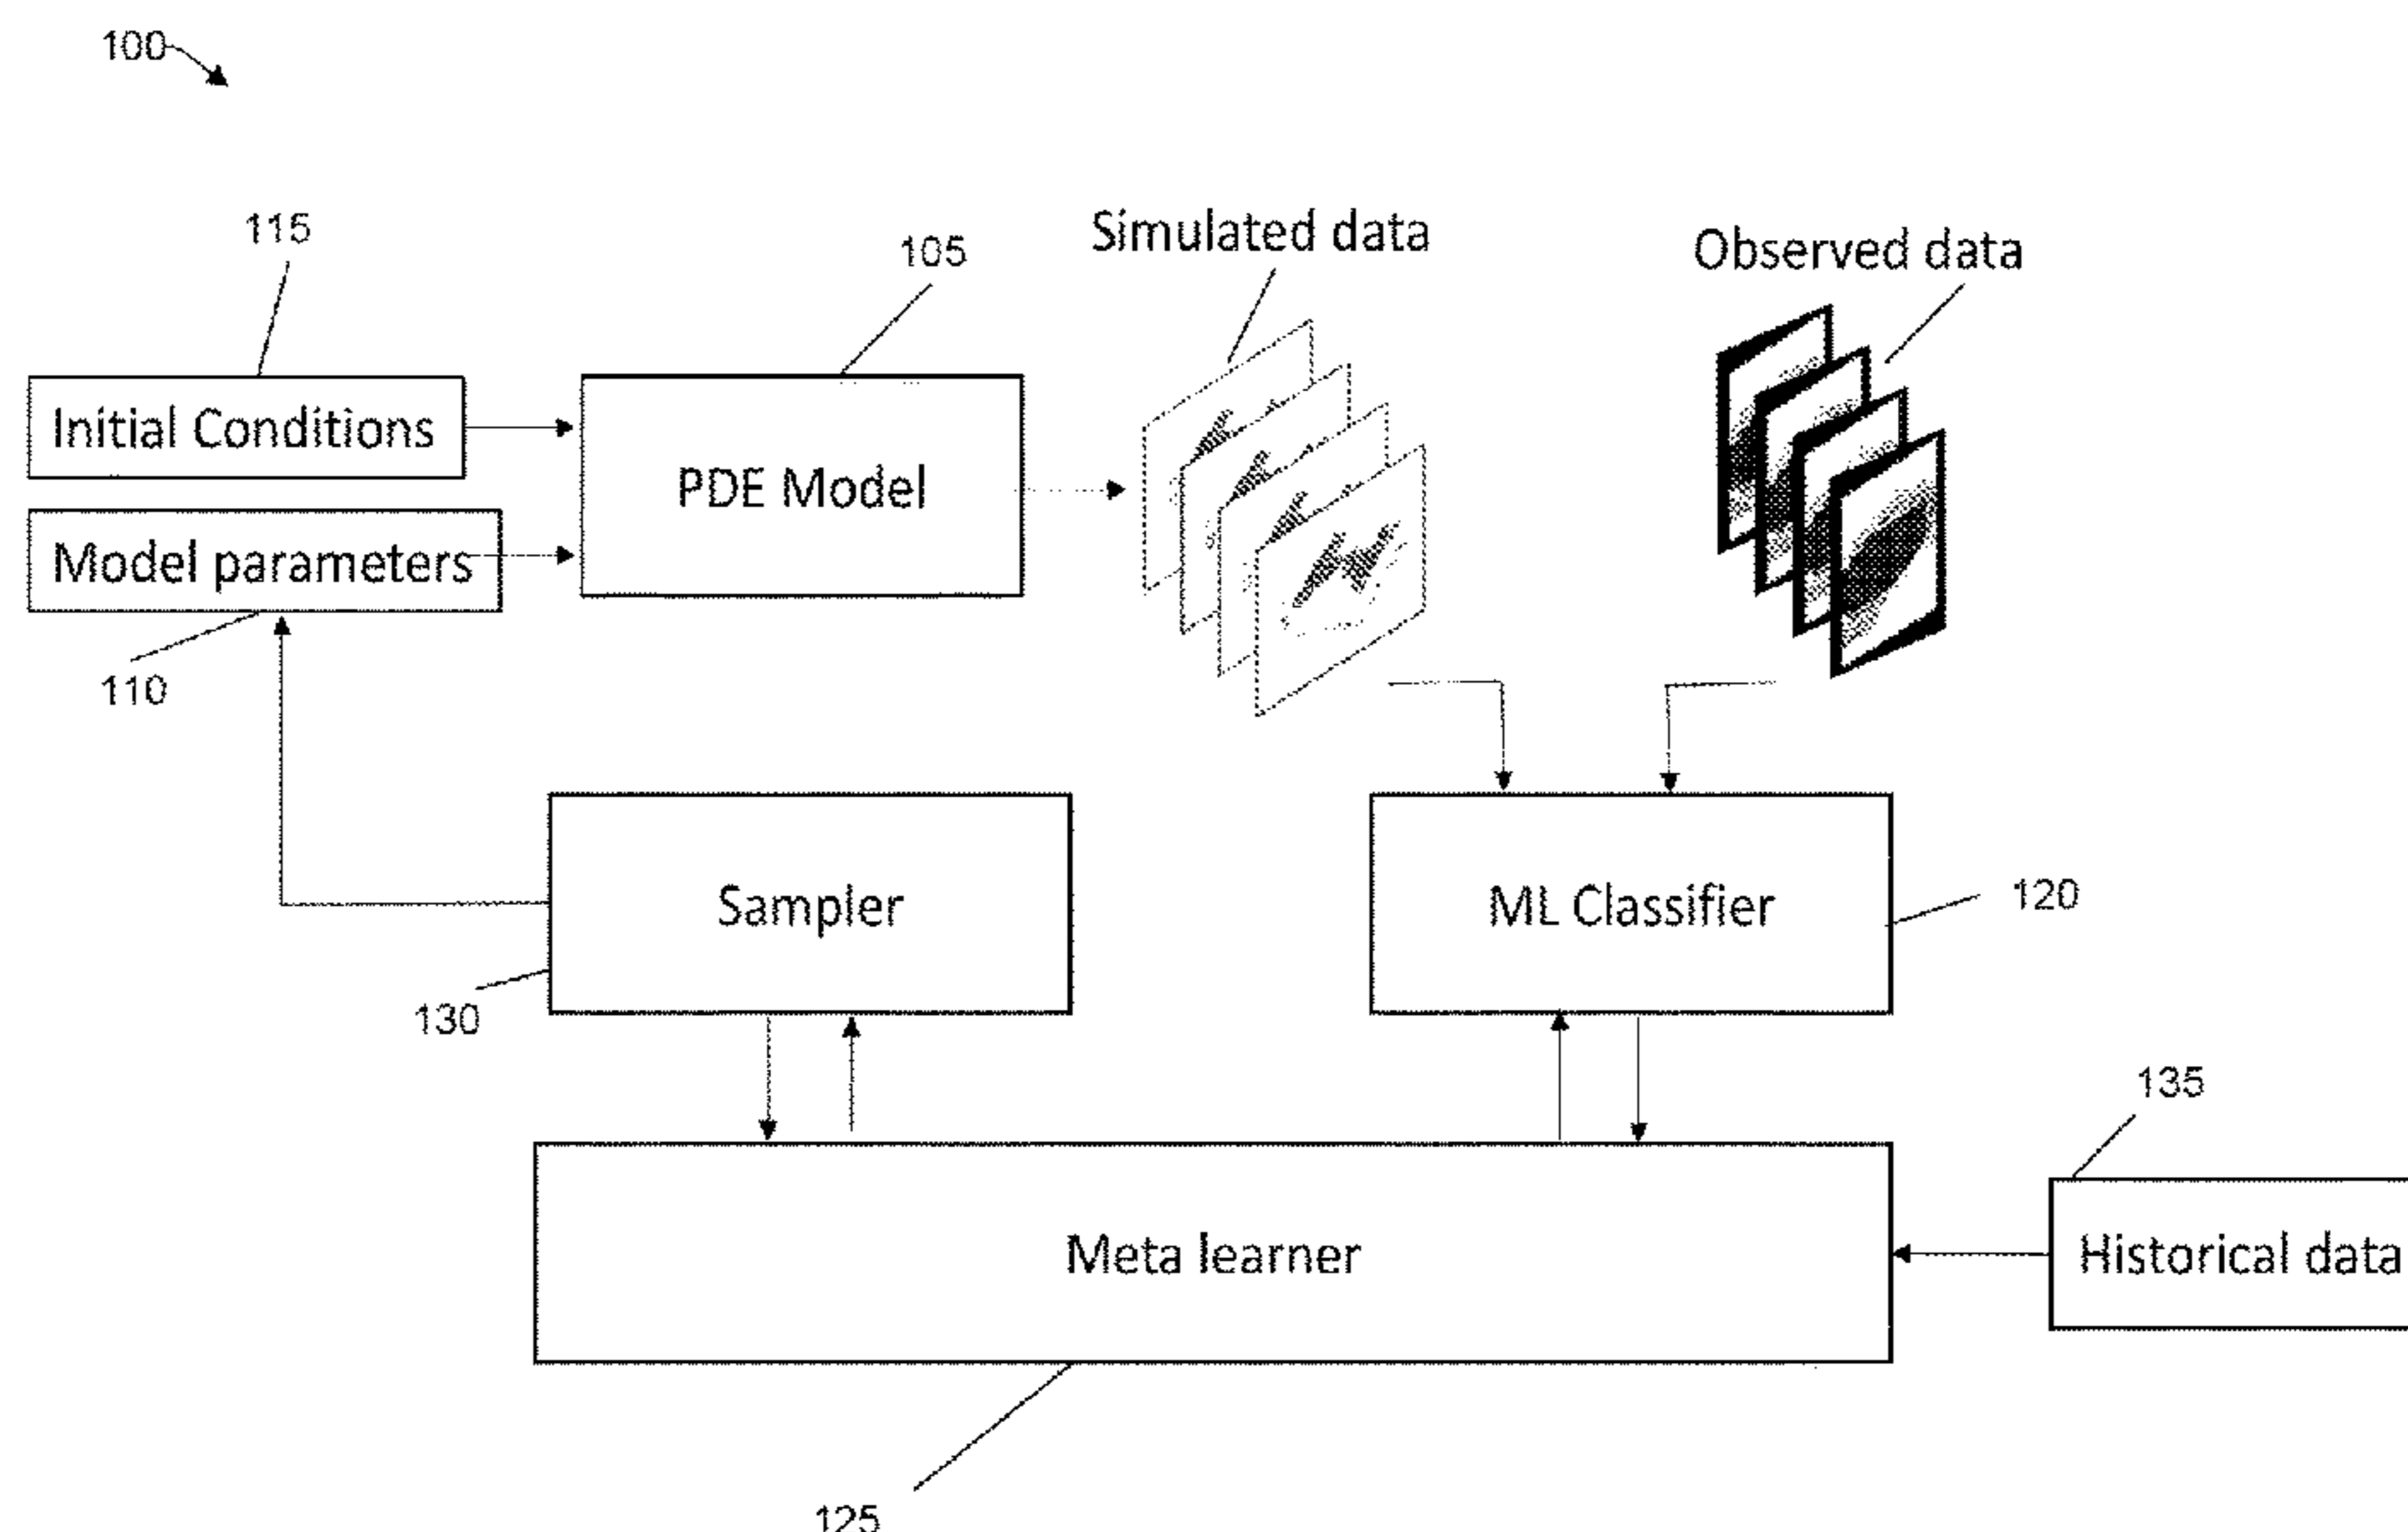 100
115
105
Simulated data
Observed data
Initial Conditions
PDE Model
Model parameters
110
Sampler
ML Classifier
120
130
135
Meta learner
Historical data
125